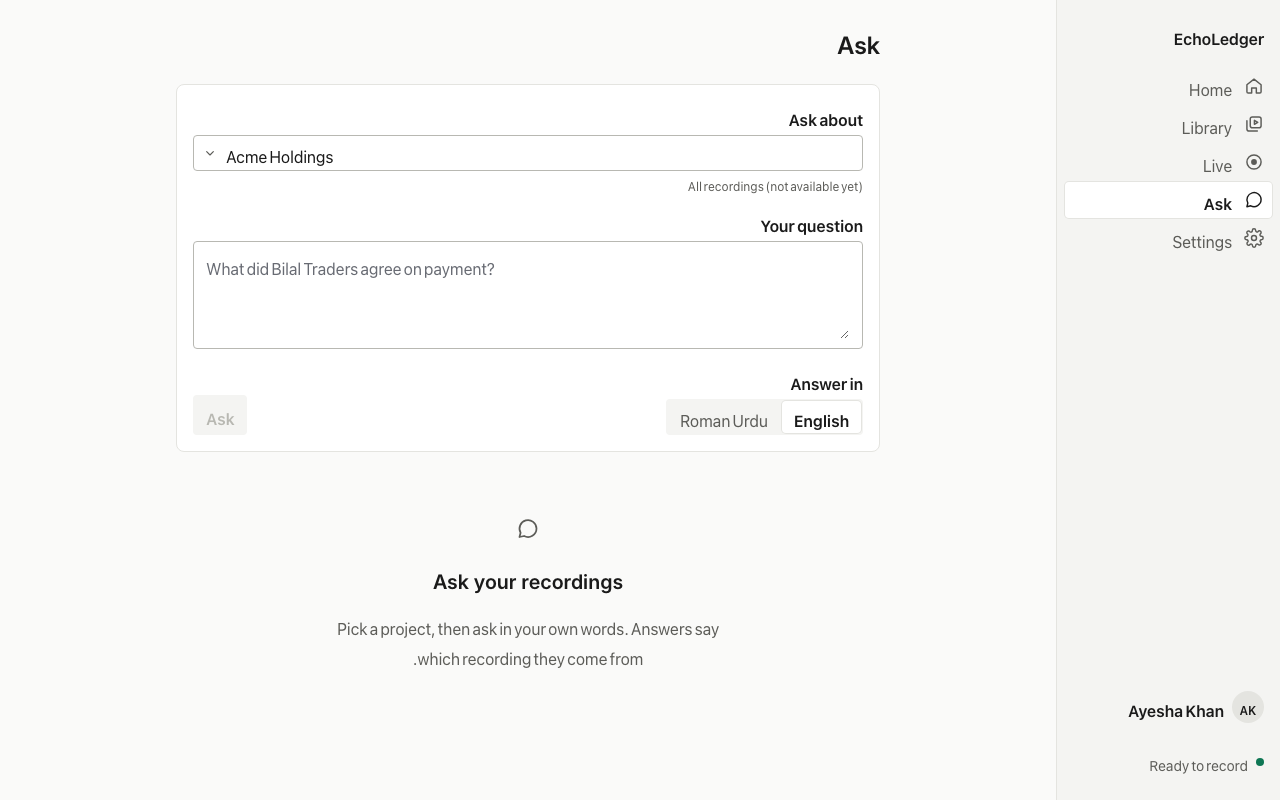 EchoLedger
Home
Library
Live
Ask
Settings
Ayesha Khan
AK
Ready to record
Ask
Ask about
Acme Holdings
All recordings (not available yet)
Your question
What did Bilal Traders agree on payment?
Answer in
English
Roman Urdu
Ask
Ask your recordings
Pick a project, then ask in your own words. Answers say
.which recording they come from